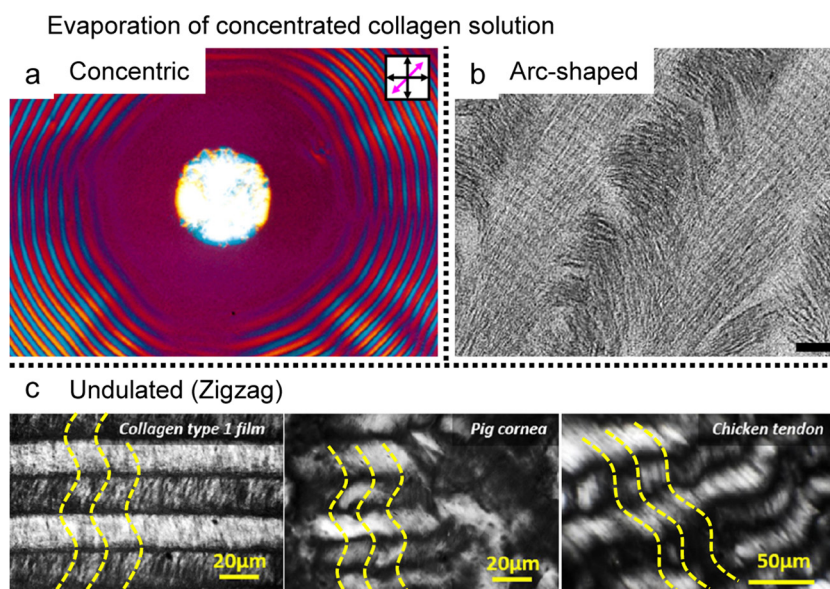 Evaporation of concentrated collagen solution
a Concentric
b Arc-shaped
c Undulated (Zigzag)
Collagen type 1 film
Pig cornea
Chicken tendon
20μm
20μm
50μm